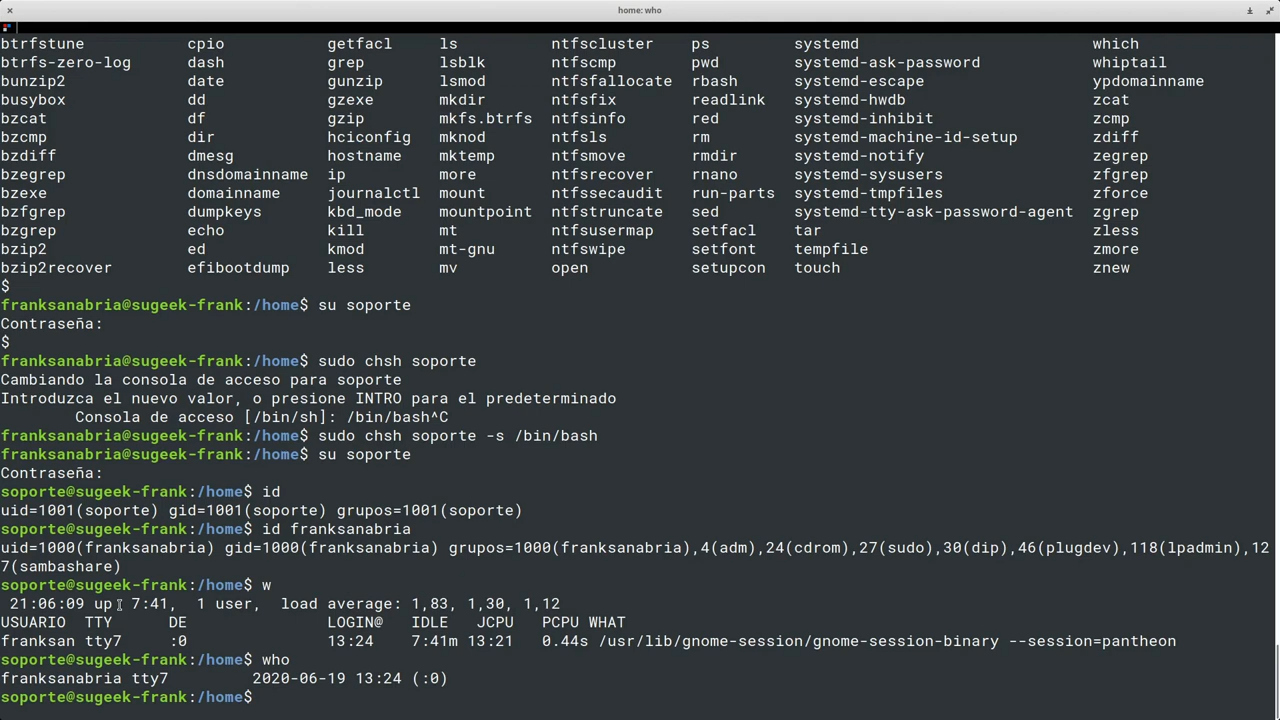 home: who
btrfstune cpio getfacl ls ntfscluster ps systemd which
btrfs-zero-log dash grep lsblk ntfscmp pwd systemd-ask-password whiptail
bunzip2 date gunzip lsmod ntfsfallocate rbash systemd-escape ypdomainname
busybox dd gzexe mkdir ntfsfix readlink systemd-hwdb zcat
bzcat df gzip mkfs.btrfs ntfsinfo red systemd-inhibit zcmp
bzcmp dir hciconfig mknod ntfsls rm systemd-machine-id-setup zdiff
bzdiff dmesg hostname mktemp ntfsmove rmdir systemd-notify zegrep
bzegrep dnsdomainname ip more ntfsrecover rnano systemd-sysusers zfgrep
bzexe domainname journalctl mount ntfssecaudit run-parts systemd-tmpfiles zforce
bzfgrep dumpkeys kbd_mode mountpoint ntfstruncate sed systemd-tty-ask-password-agent zgrep
bzgrep echo kill mt ntfsusermap setfacl tar zless
bzip2 ed kmod mt-gnu ntfswipe setfont tempfile zmore
bzip2recover efibootdump less mv open setupcon touch znew
$
franksanabria@sugeek-frank:/home$ su soporte
Contraseña:
$
franksanabria@sugeek-frank:/home$ sudo chsh soporte
Cambiando la consola de acceso para soporte
Introduzca el nuevo valor, o presione INTRO para el predeterminado
Consola de acceso [/bin/sh]: /bin/bash^C
franksanabria@sugeek-frank:/home$ sudo chsh soporte -s /bin/bash
franksanabria@sugeek-frank:/home$ su soporte
Contraseña:
soporte@sugeek-frank:/home$ id
uid=1001(soporte) gid=1001(soporte) grupos=1001(soporte)
soporte@sugeek-frank:/home$ id franksanabria
uid=1000(franksanabria) gid=1000(franksanabria) grupos=1000(franksanabria),4(adm),24(cdrom),27(sudo),30(dip),46(plugdev),118(lpadmin),12
7(sambashare)
soporte@sugeek-frank:/home$ w
21:06:09 up 7:41, 1 user, load average: 1,83, 1,30, 1,12
USUARIO TTY DE LOGIN@ IDLE JCPU PCPU WHAT
franksan tty7 :0 13:24 7:41m 13:21 0.44s /usr/lib/gnome-session/gnome-session-binary --session=pantheon
soporte@sugeek-frank:/home$ who
franksanabria tty7 2020-06-19 13:24 (:0)
soporte@sugeek-frank:/home$